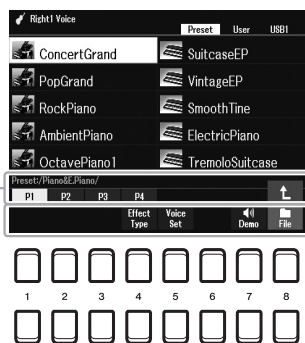 Right1 Voice
Preset User USB1
ConcertGrand SuitcaseEP
PopGrand VintageEP
RockPiano SmoothTine
AmbientPiano ElectricPiano
OctavePiano1 TremoloSuitcase
Preset:/Piano&E.Piano/
P1 P2 P3 P4
Effect Type Voice Set Demo File
1 2 3 4 5 6 7 8